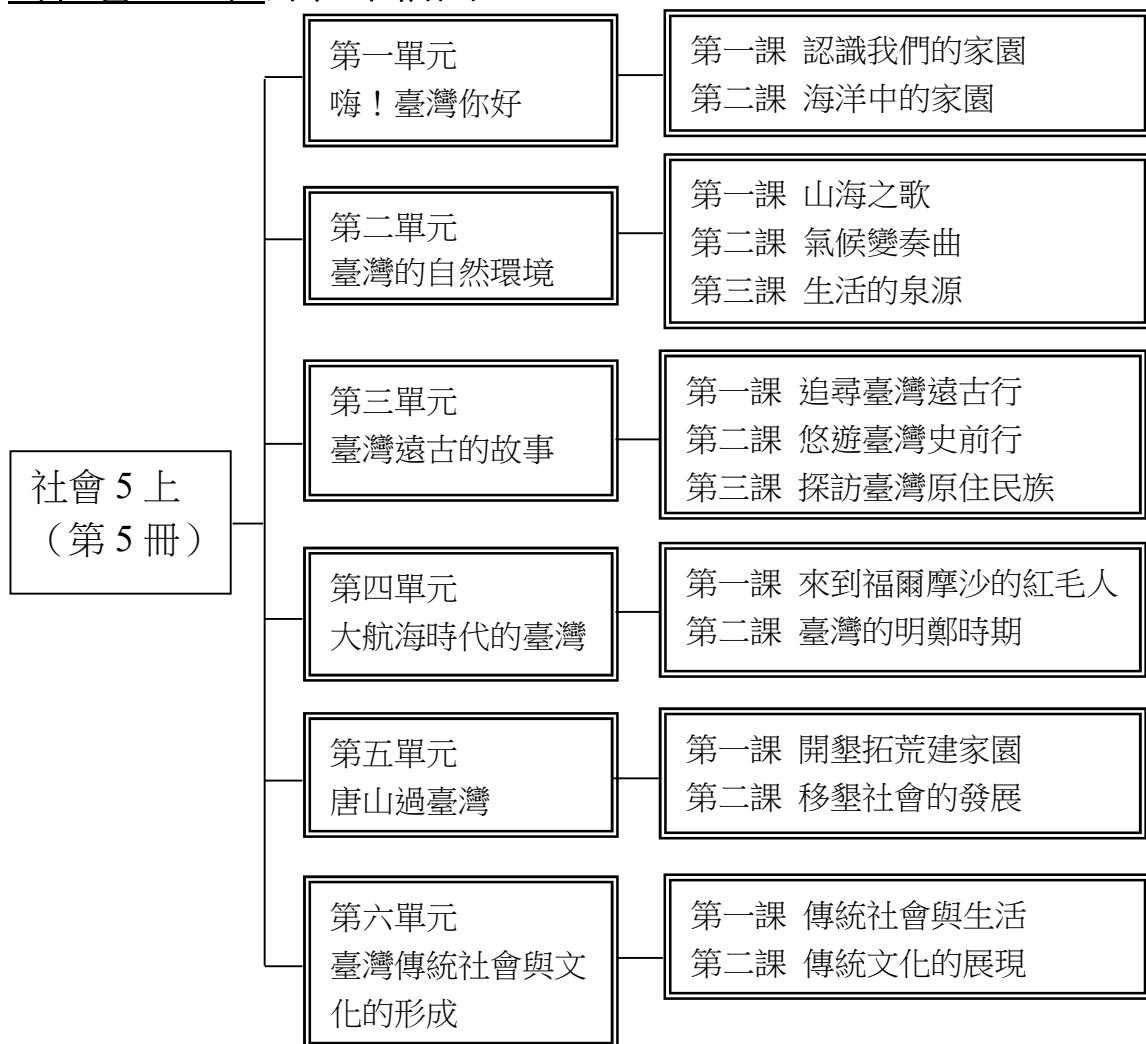 社會 5 上
（第 5 冊）
第一單元
嗨！臺灣你好
第一課 認識我們的家園
第二課 海洋中的家園
第二單元
臺灣的自然環境
第一課 山海之歌
第二課 氣候變奏曲
第三課 生活的泉源
第三單元
臺灣遠古的故事
第一課 追尋臺灣遠古行
第二課 悠遊臺灣史前行
第三課 探訪臺灣原住民族
第四單元
大航海時代的臺灣
第一課 來到福爾摩沙的紅毛人
第二課 臺灣的明鄭時期
第五單元
唐山過臺灣
第一課 開墾拓荒建家園
第二課 移墾社會的發展
第六單元
臺灣傳統社會與文
化的形成
第一課 傳統社會與生活
第二課 傳統文化的展現